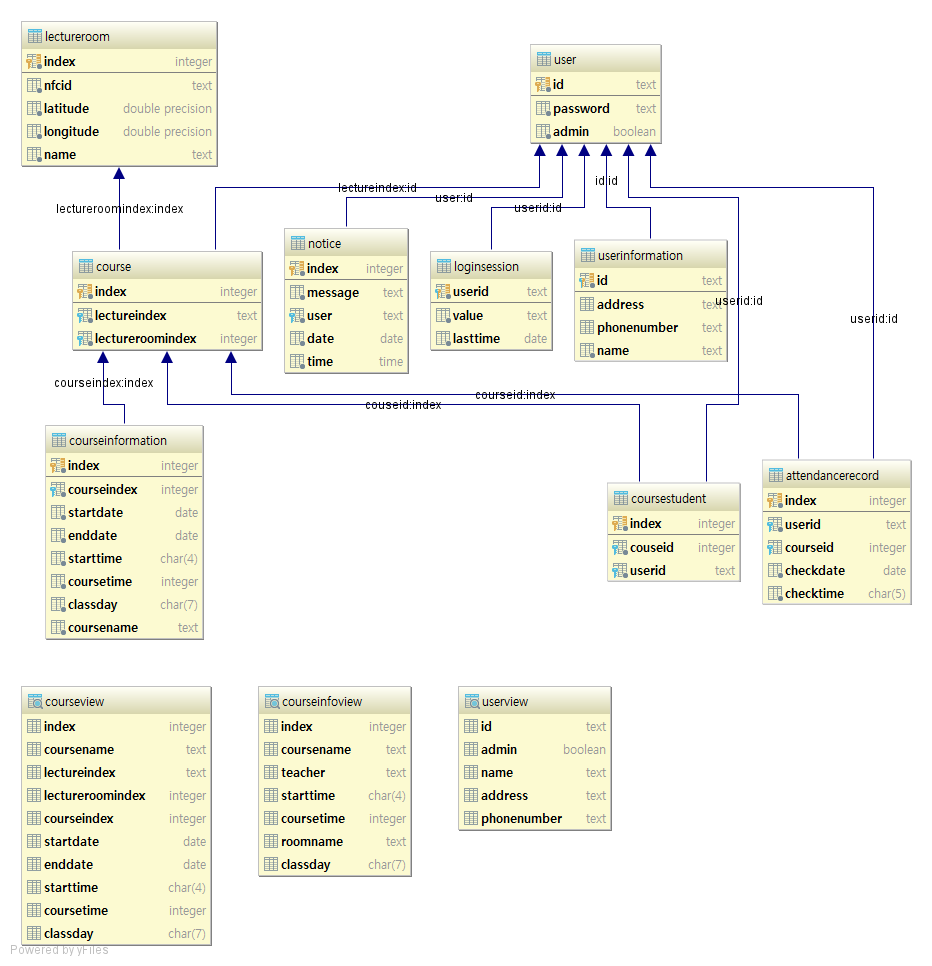 lectureroom
index integer
nfcid text
latitude double precision
longitude double precision
name text
user
id text
password text
admin boolean
lectureindex:id
user:id
userid:id
id:id
lectureroomindex:index
course
index integer
lectureindex text
lectureroomindex integer
notice
index integer
message text
user text
date date
time time
loginsession
userid text
value text
lasttime date
userinformation
id text
address text
phonenumber text
name text
userid:id
userid:id
courseindex:index
couseid:index
courseid:index
courseinformation
index integer
courseindex integer
startdate date
enddate date
starttime char(4)
coursetime integer
classday char(7)
coursename text
coursestudent
index integer
couseid integer
userid text
attendancerecord
index integer
userid text
courseid integer
checkdate date
checktime char(5)
courseview
index integer
coursename text
lectureindex text
lectureroomindex integer
courseindex integer
startdate date
enddate date
starttime char(4)
coursetime integer
classday char(7)
courseinfoview
index integer
coursename text
teacher text
starttime char(4)
coursetime integer
roomname text
classday char(7)
userview
id text
admin boolean
name text
address text
phonenumber text
Powered by yFiles